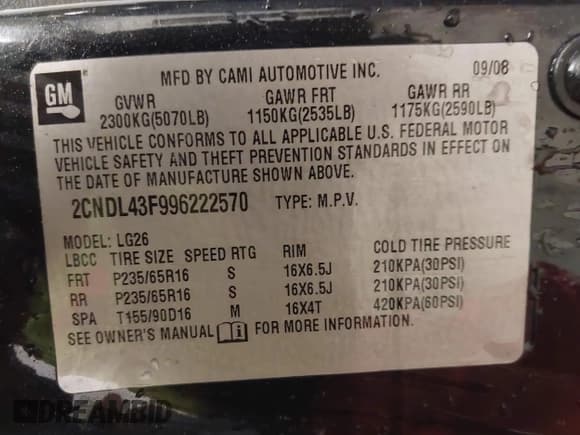 GM
MFD BY CAMI AUTOMOTIVE INC. 09/08
GVWR GAWR FRT GAWR RR
2300KG(5070LB) 1150KG(2535LB) 1175KG(2590LB)
THIS VEHICLE CONFORMS TO ALL APPLICABLE U.S. FEDERAL MOTOR
VEHICLE SAFETY AND THEFT PREVENTION STANDARDS IN EFFECT ON
THE DATE OF MANUFACTURE SHOWN ABOVE.
2CNDL43F996222570 TYPE: M.P.V.
MODEL: LG26
LBCC TIRE SIZE SPEED RTG RIM COLD TIRE PRESSURE
FRT P235/65R16 S 16X6.5J 210KPA(30PSI)
RR P235/65R16 S 16X6.5J 210KPA(30PSI)
SPA T155/90D16 M 16X4T 420KPA(60PSI)
SEE OWNER'S MANUAL FOR MORE INFORMATION.
DREAMBID